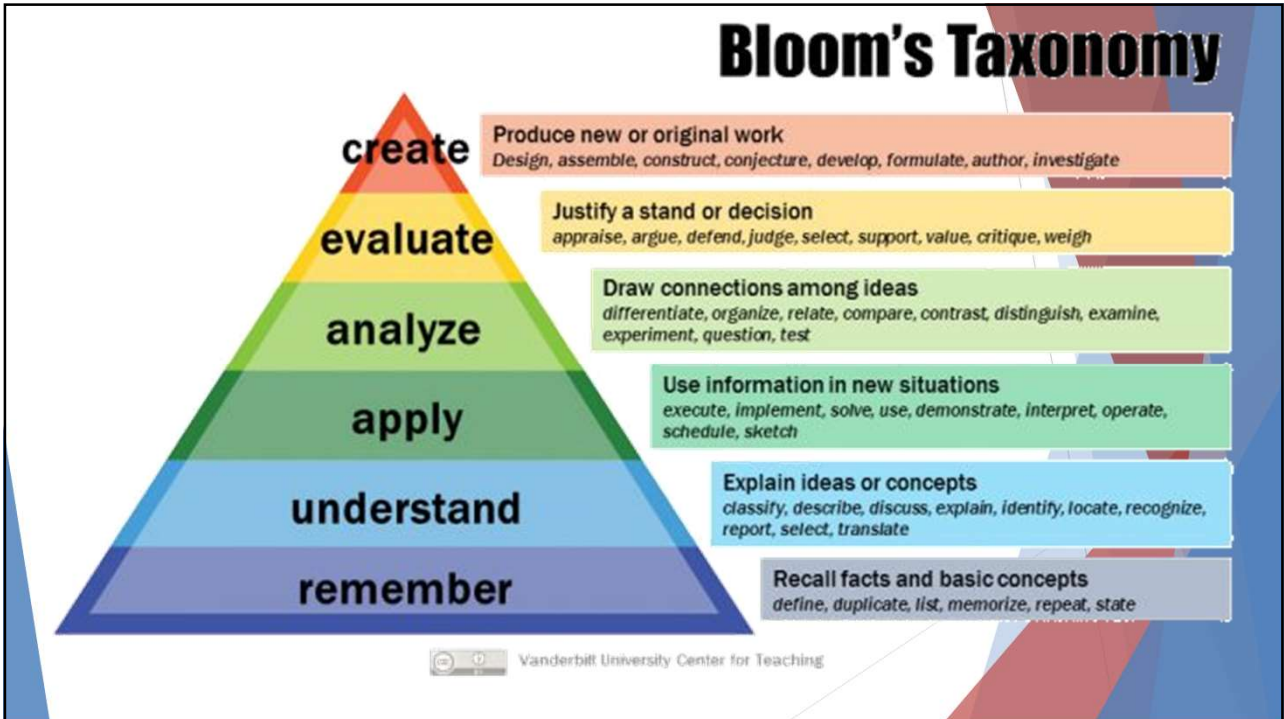 Bloom's Taxonomy
create
Produce new or original work
Design, assemble, construct, conjecture, develop, formulate, author, investigate
evaluate
Justify a stand or decision
appraise, argue, defend, judge, select, support, value, critique, weigh
analyze
Draw connections among ideas
differentiate, organize, relate, compare, contrast, distinguish, examine,
experiment, question, test
apply
Use information in new situations
execute, implement, solve, use, demonstrate, interpret, operate,
schedule, sketch
understand
Explain ideas or concepts
classify, describe, discuss, explain, identify, locate, recognize,
report, select, translate
remember
Recall facts and basic concepts
define, duplicate, list, memorize, repeat, state
Vanderbilt University Center for Teaching